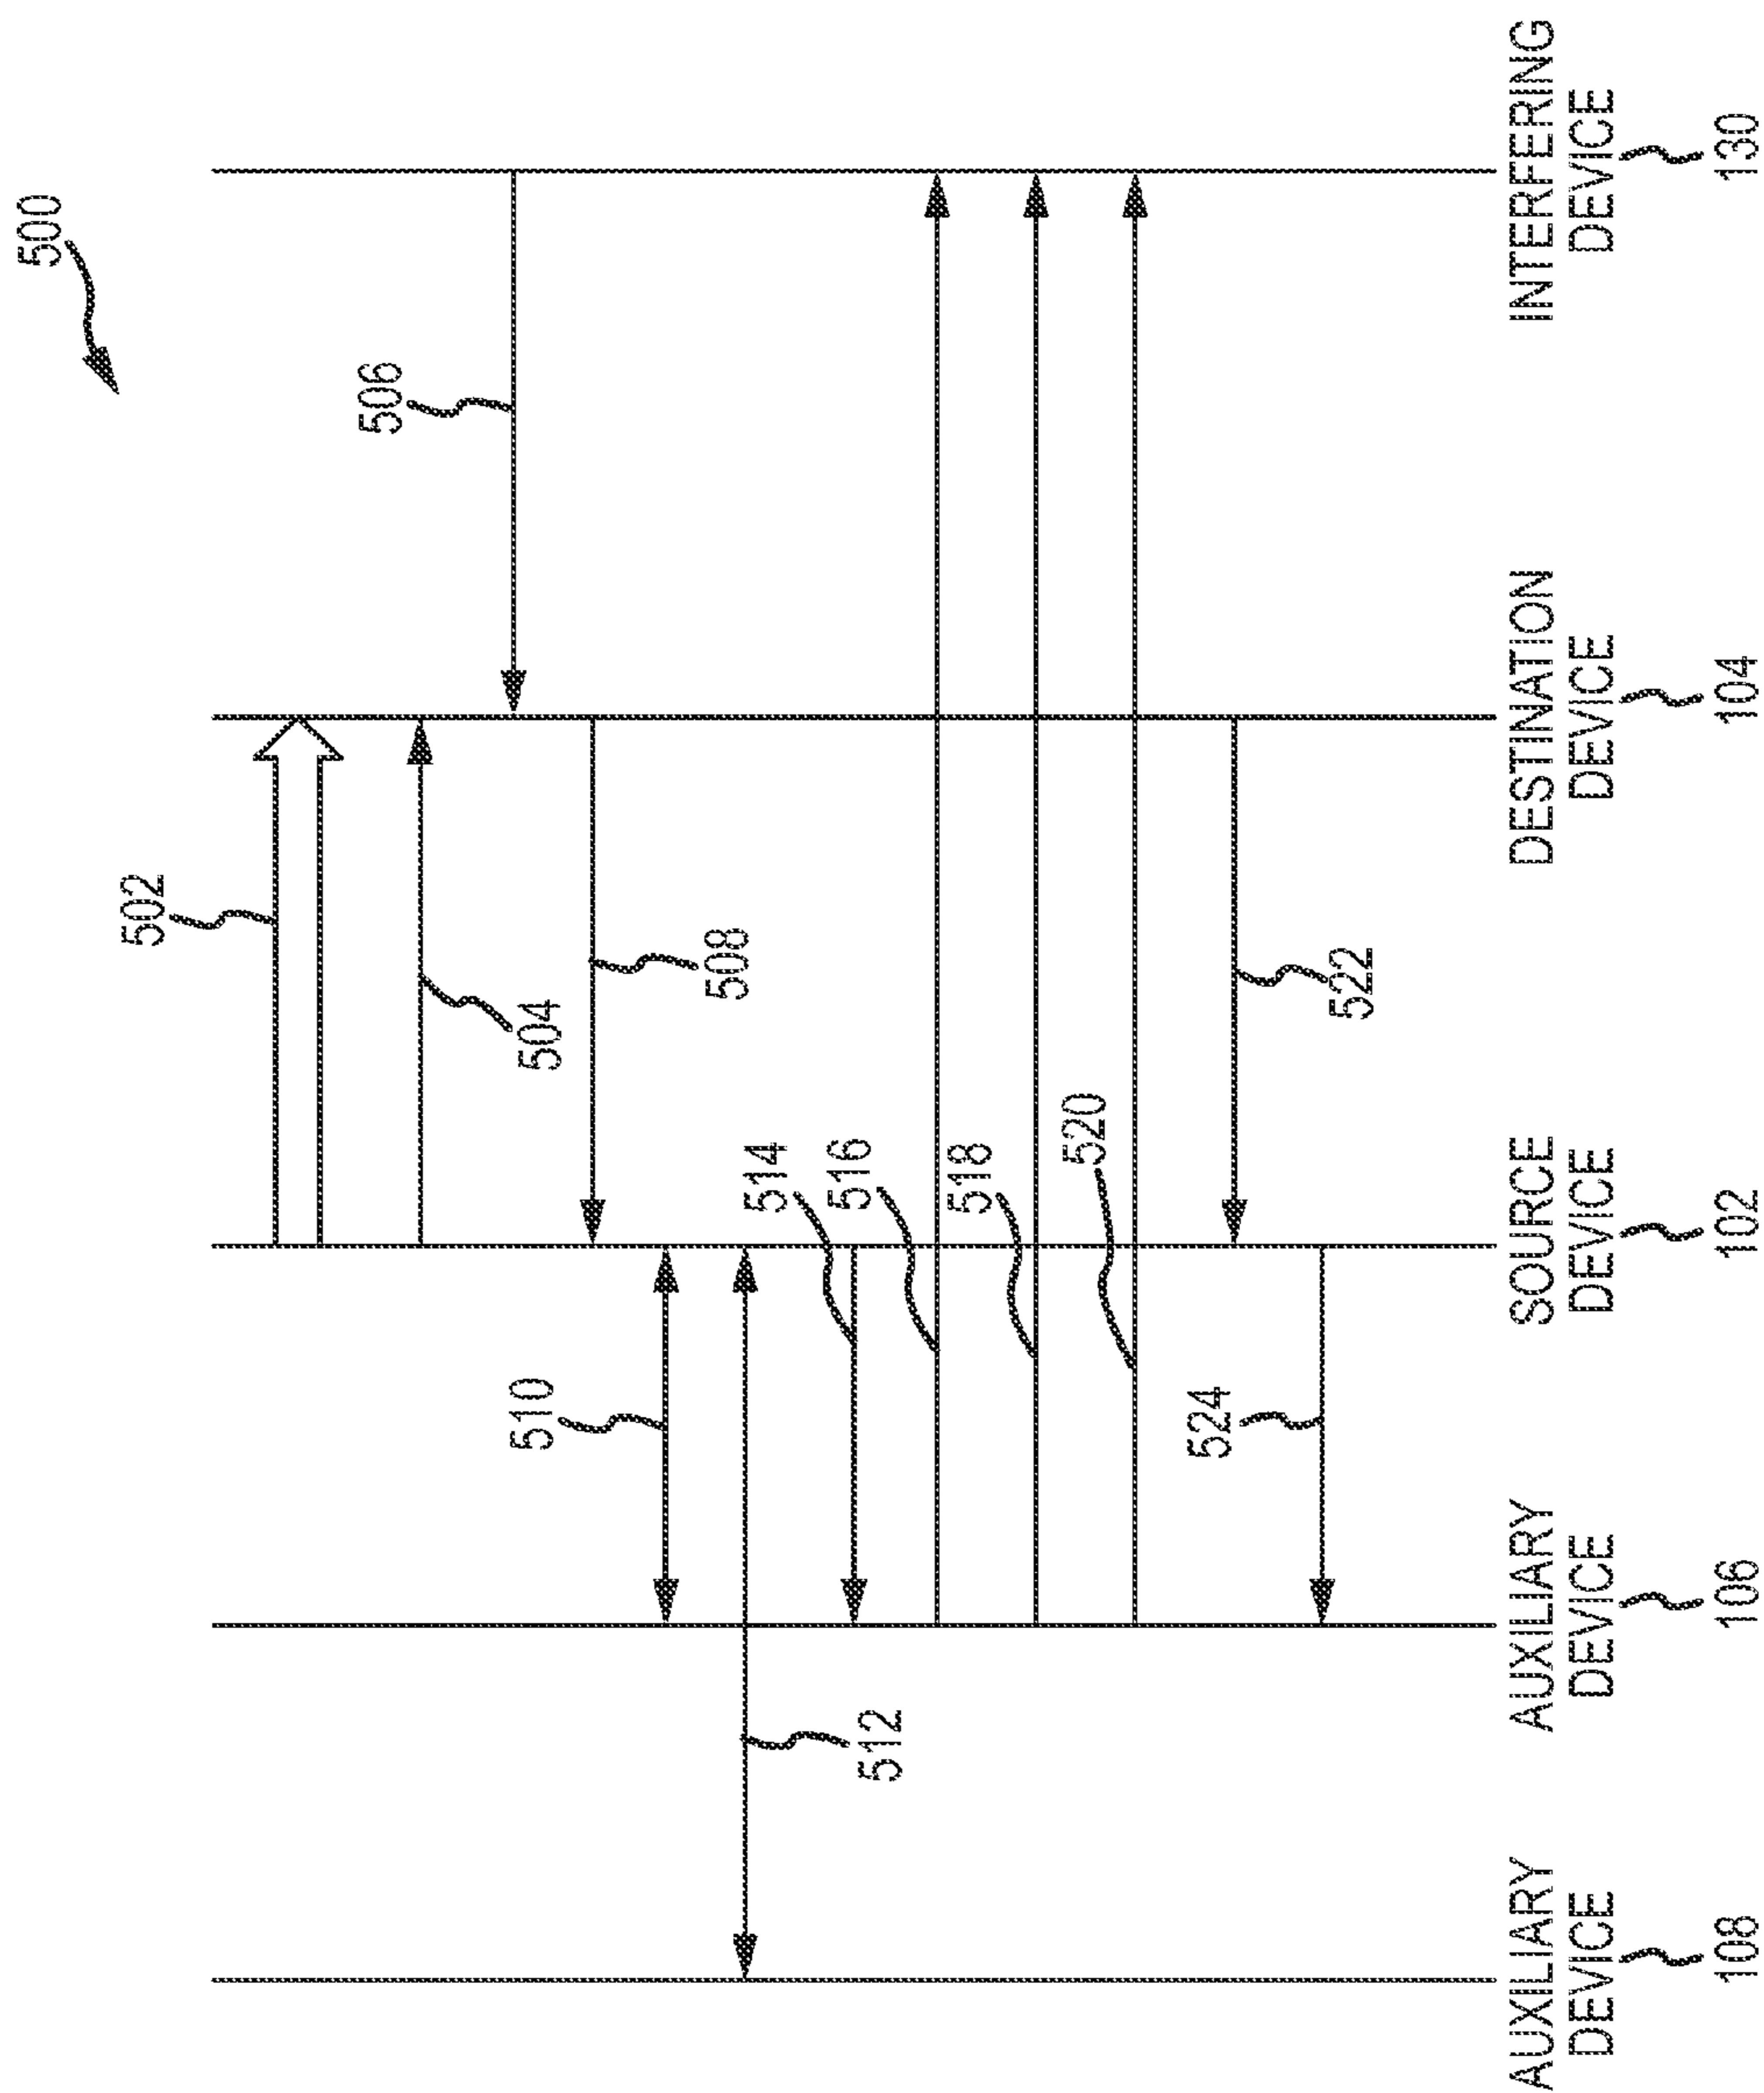 500
502
504
506
508
510
512
514
516
518
520
522
524
AUXILIARY
DEVICE
108
AUXILIARY
DEVICE
106
SOURCE
DEVICE
102
DESTINATION
DEVICE
104
INTERFERING
DEVICE
130